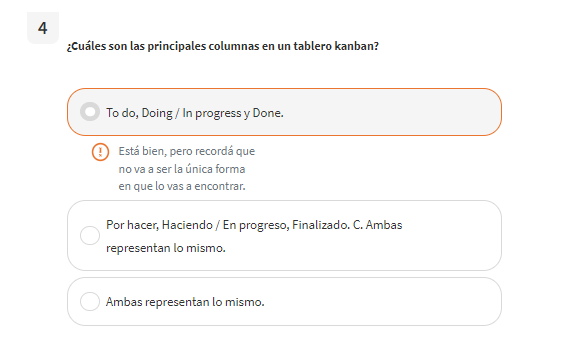 4
¿Cuáles son las principales columnas en un tablero kanban?
To do, Doing / In progress y Done.
Está bien, pero recordá que
no va a ser la única forma
en que lo vas a encontrar.
Por hacer, Haciendo / En progreso, Finalizado. C. Ambas
representan lo mismo.
Ambas representan lo mismo.